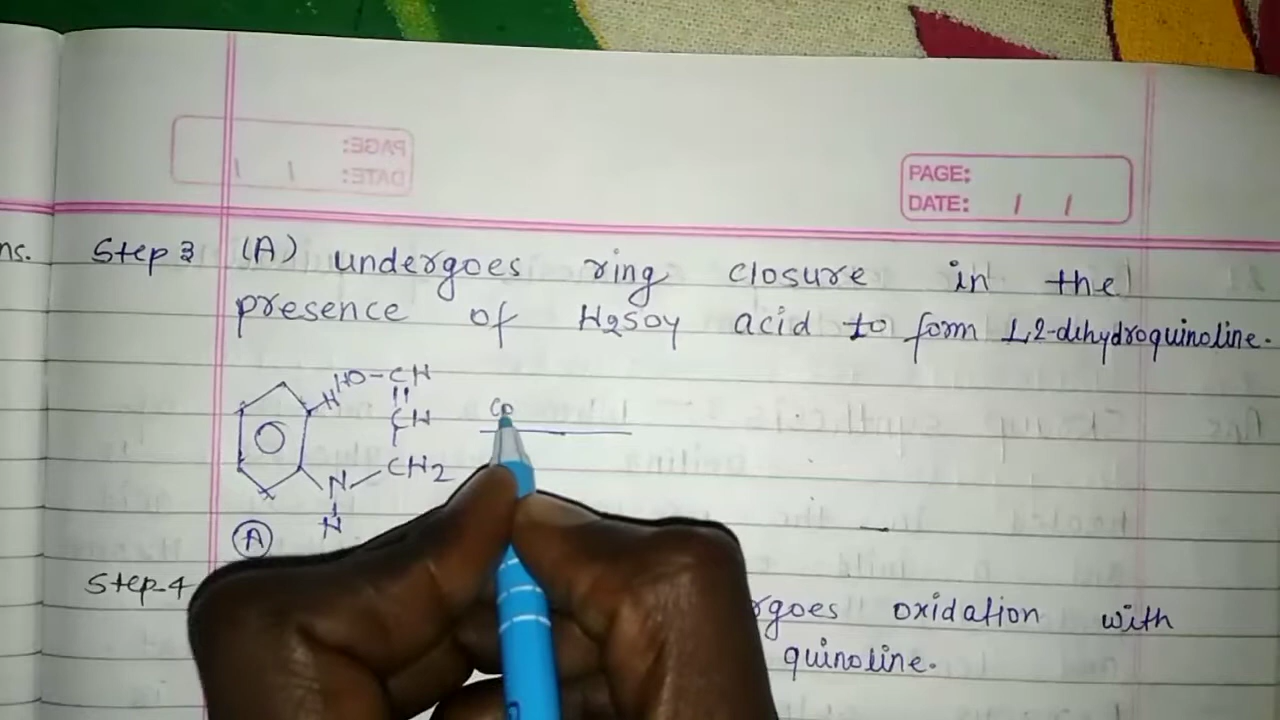 PAGE:
DATE: / /
ns. Step 3 (A) undergoes ring closure in the
presence of H2SO4 acid to form 1,2-dihydroquinoline.
H HO-CH
CH
CH2
N
N
A
Co
Step-4 rgoes oxidation with
quinoline.